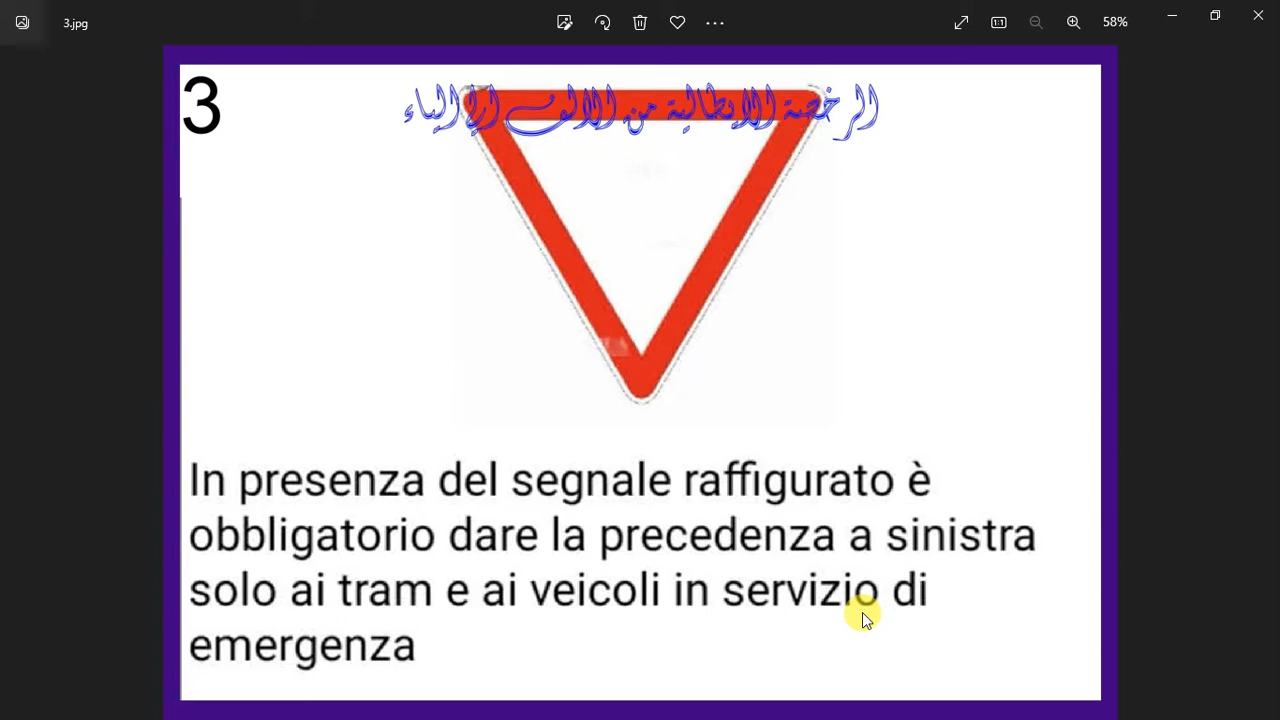 3.jpg
58%
3
الرخصة الايطالية من الالف الى الياء
In presenza del segnale raffigurato è
obbligatorio dare la precedenza a sinistra
solo ai tram e ai veicoli in servizio di
emergenza